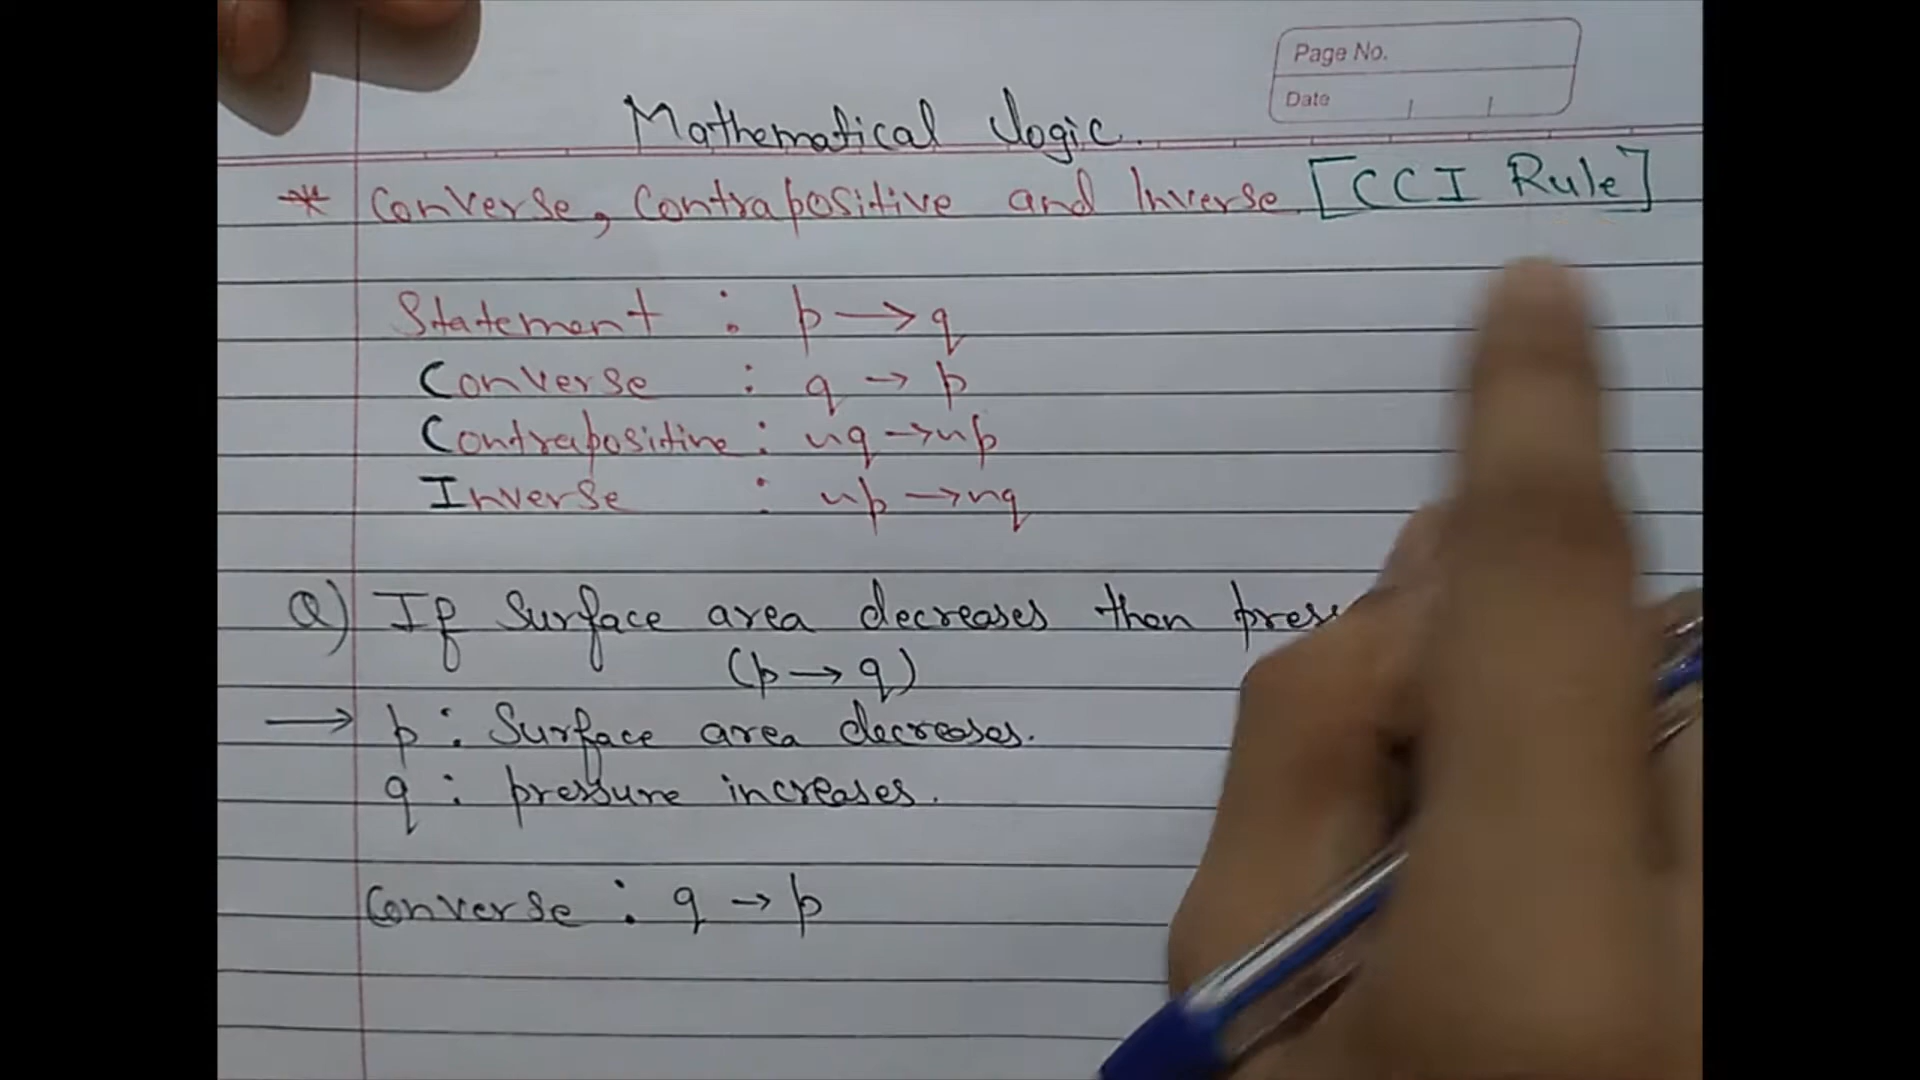 Page No.
Date
Mathematical Logic.
* Converse, Contrapositive and Inverse [CCI Rule]
Statement : p → q
Converse : q → p
Contrapositive : ~q → ~p
Inverse : ~p → ~q
Q) If Surface area decreases then
(p → q)
→ p : Surface area decreases.
q : pressure increases.
Converse : q → p